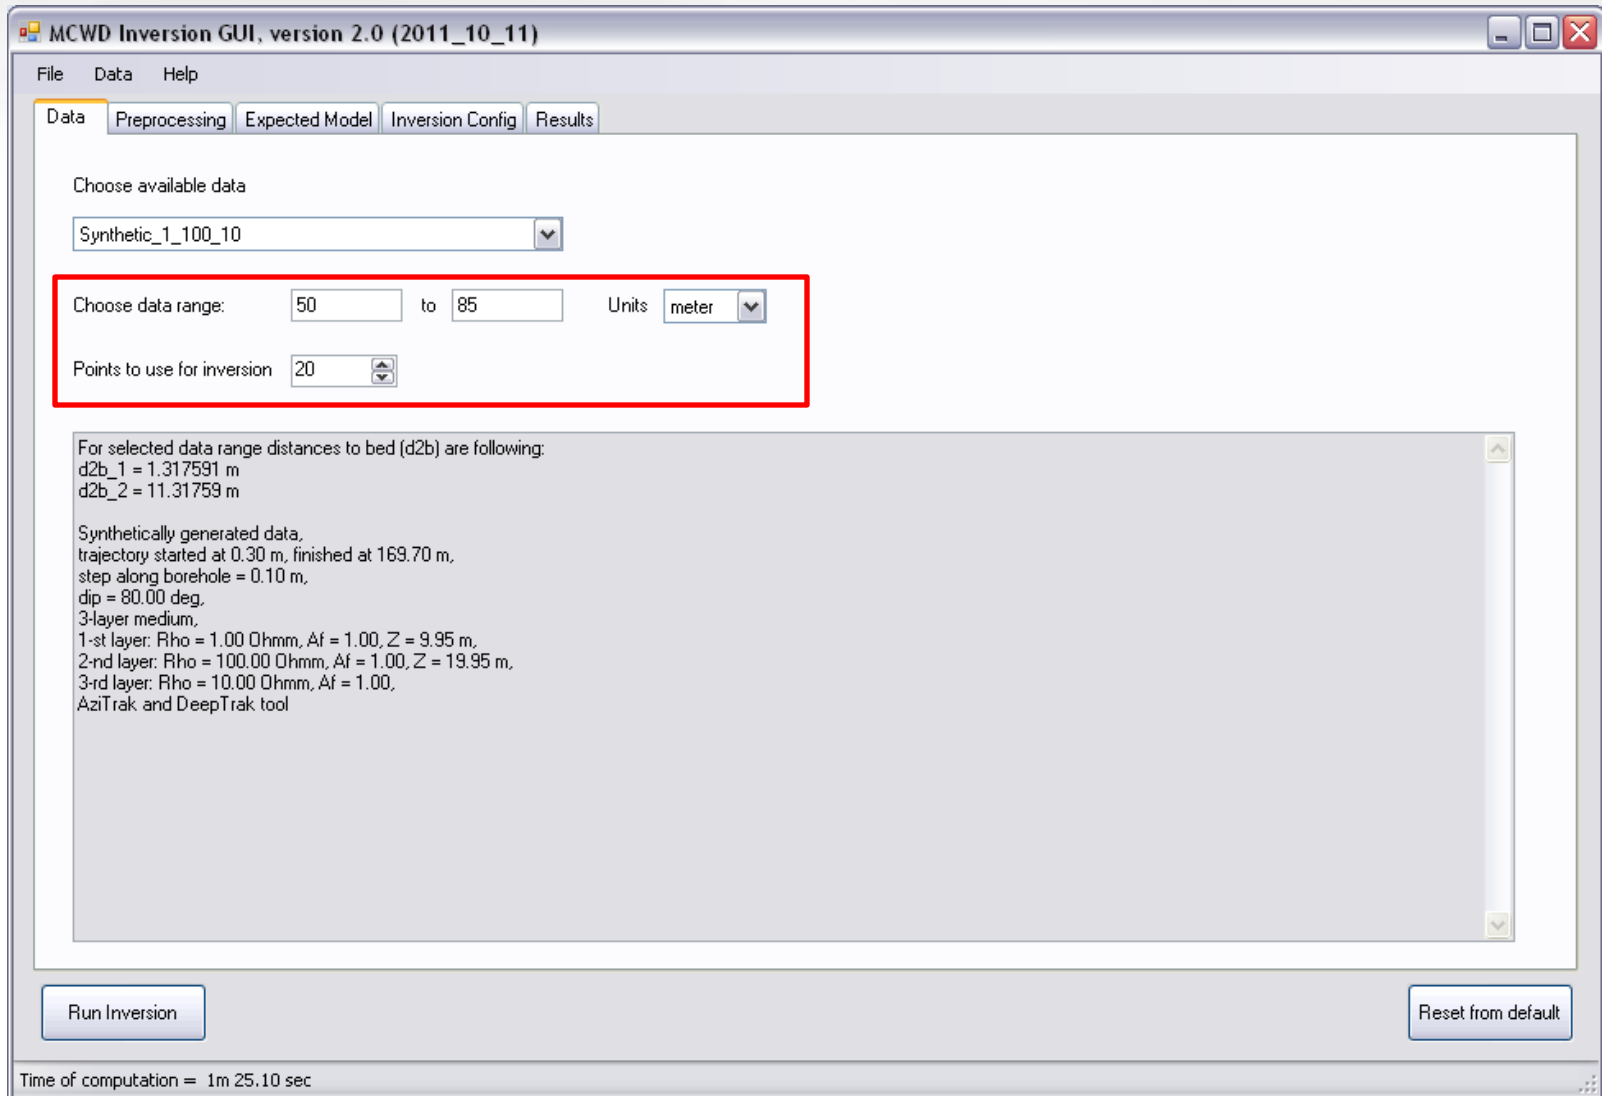 MCWD Inversion GUI, version 2.0 (2011_10_11)
File Data Help
Data Preprocessing Expected Model Inversion Config Results
Choose available data
Synthetic_1_100_10
Choose data range: 50 to 85 Units meter
Points to use for inversion 20
For selected data range distances to bed (d2b) are following:
d2b_1 = 1.317591 m
d2b_2 = 11.31759 m
Synthetically generated data,
trajectory started at 0.30 m, finished at 169.70 m,
step along borehole = 0.10 m,
dip = 80.00 deg,
3-layer medium,
1-st layer: Rho = 1.00 Ohmm, Af = 1.00, Z = 9.95 m,
2-nd layer: Rho = 100.00 Ohmm, Af = 1.00, Z = 19.95 m,
3-rd layer: Rho = 10.00 Ohmm, Af = 1.00,
AziTrak and DeepTrak tool
Run Inversion Reset from default
Time of computation = 1m 25.10 sec